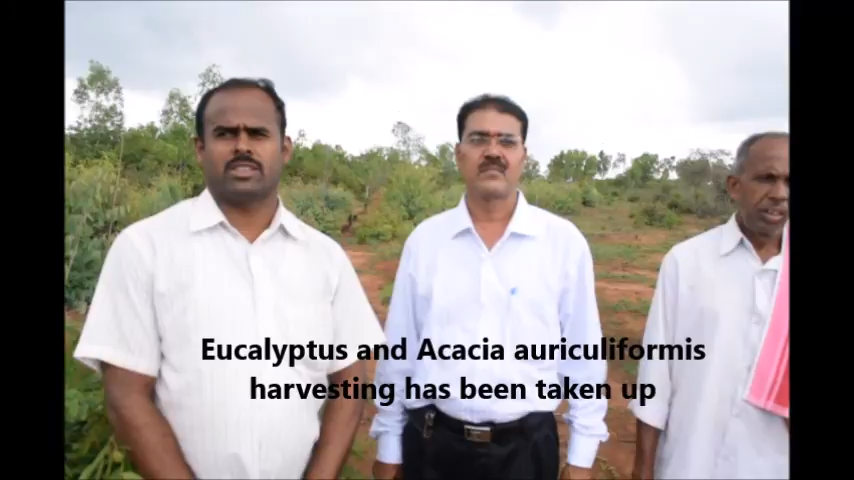 Eucalyptus and Acacia auriculiformis
harvesting has been taken up